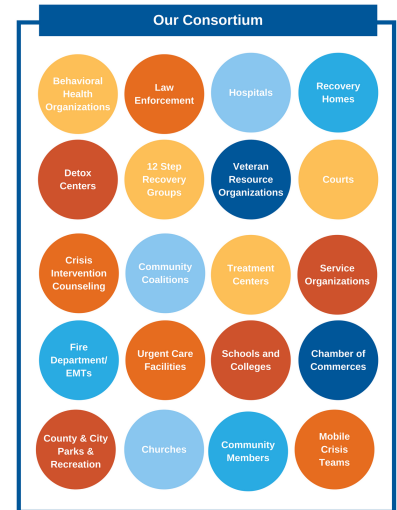 Our Consortium
Behavioral
Health
Organizations
Law
Enforcement
Hospitals
Recovery
Homes
Detox
Centers
12 Step
Recovery
Groups
Veteran
Resource
Organizations
Courts
Crisis
Intervention
Counseling
Community
Coalitions
Treatment
Centers
Service
Organizations
Fire
Department/
EMTs
Urgent Care
Facilities
Schools and
Colleges
Chamber of
Commerces
County & City
Parks &
Recreation
Churches
Community
Members
Mobile
Crisis
Teams